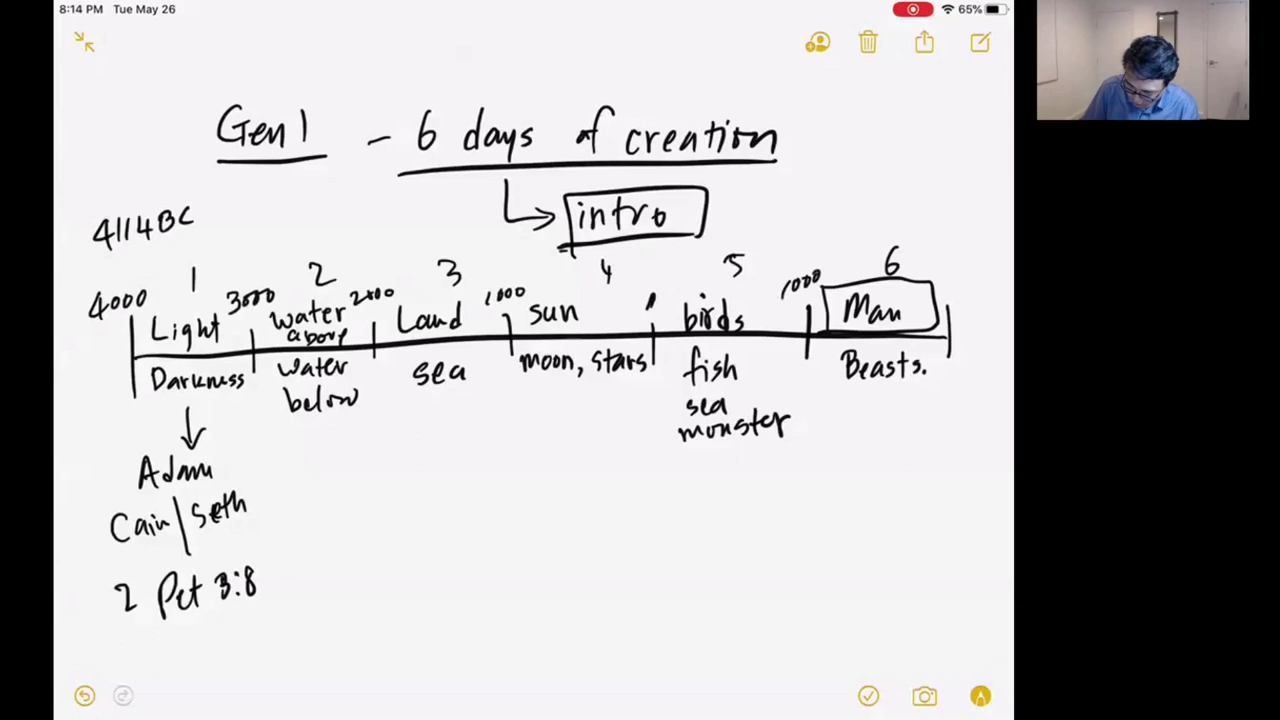 8:14 PM Tue May 26
65%
Gen 1 - 6 days of creation
intro
4114BC
1 2 3 4 5 6
4000 3000 2000 1000 1000
Light water above Land sun birds Man
Darkness water below sea moon, stars fish sea monster Beasts.
Adam
Cain | Seth
2 Pet 3:8